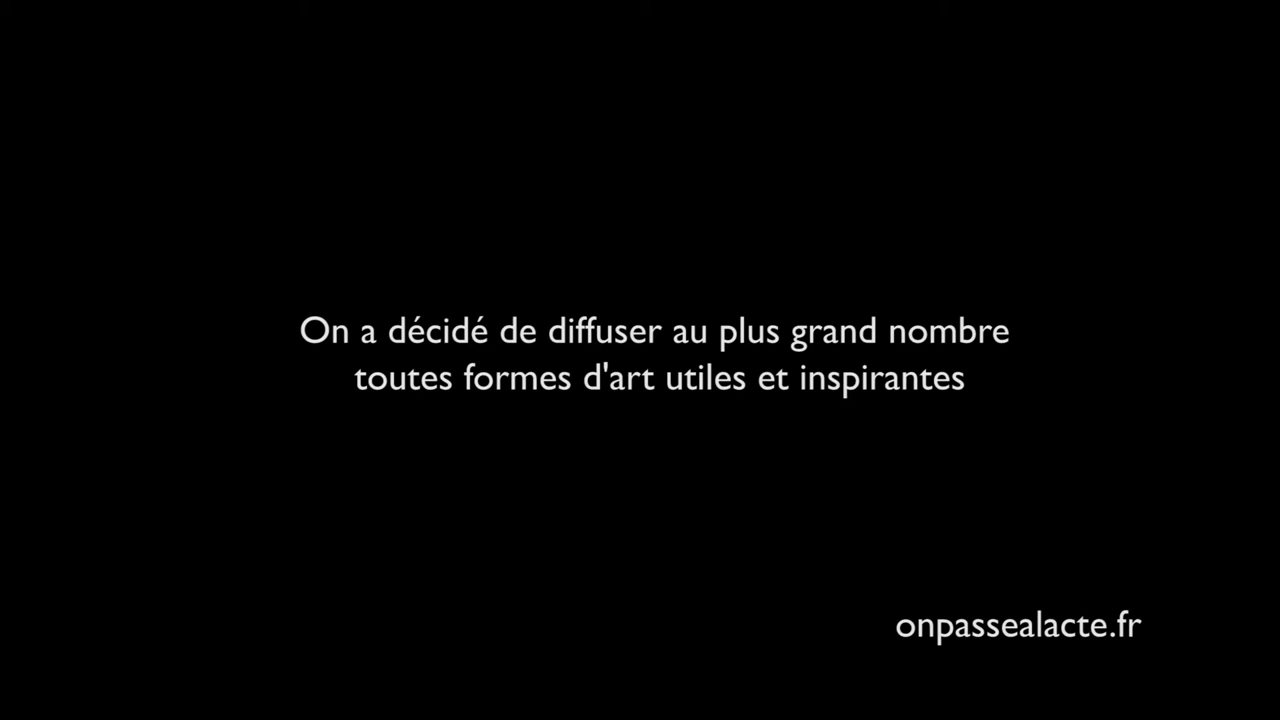 On a décidé de diffuser au plus grand nombre
toutes formes d'art utiles et inspirantes
onpassealacte.fr